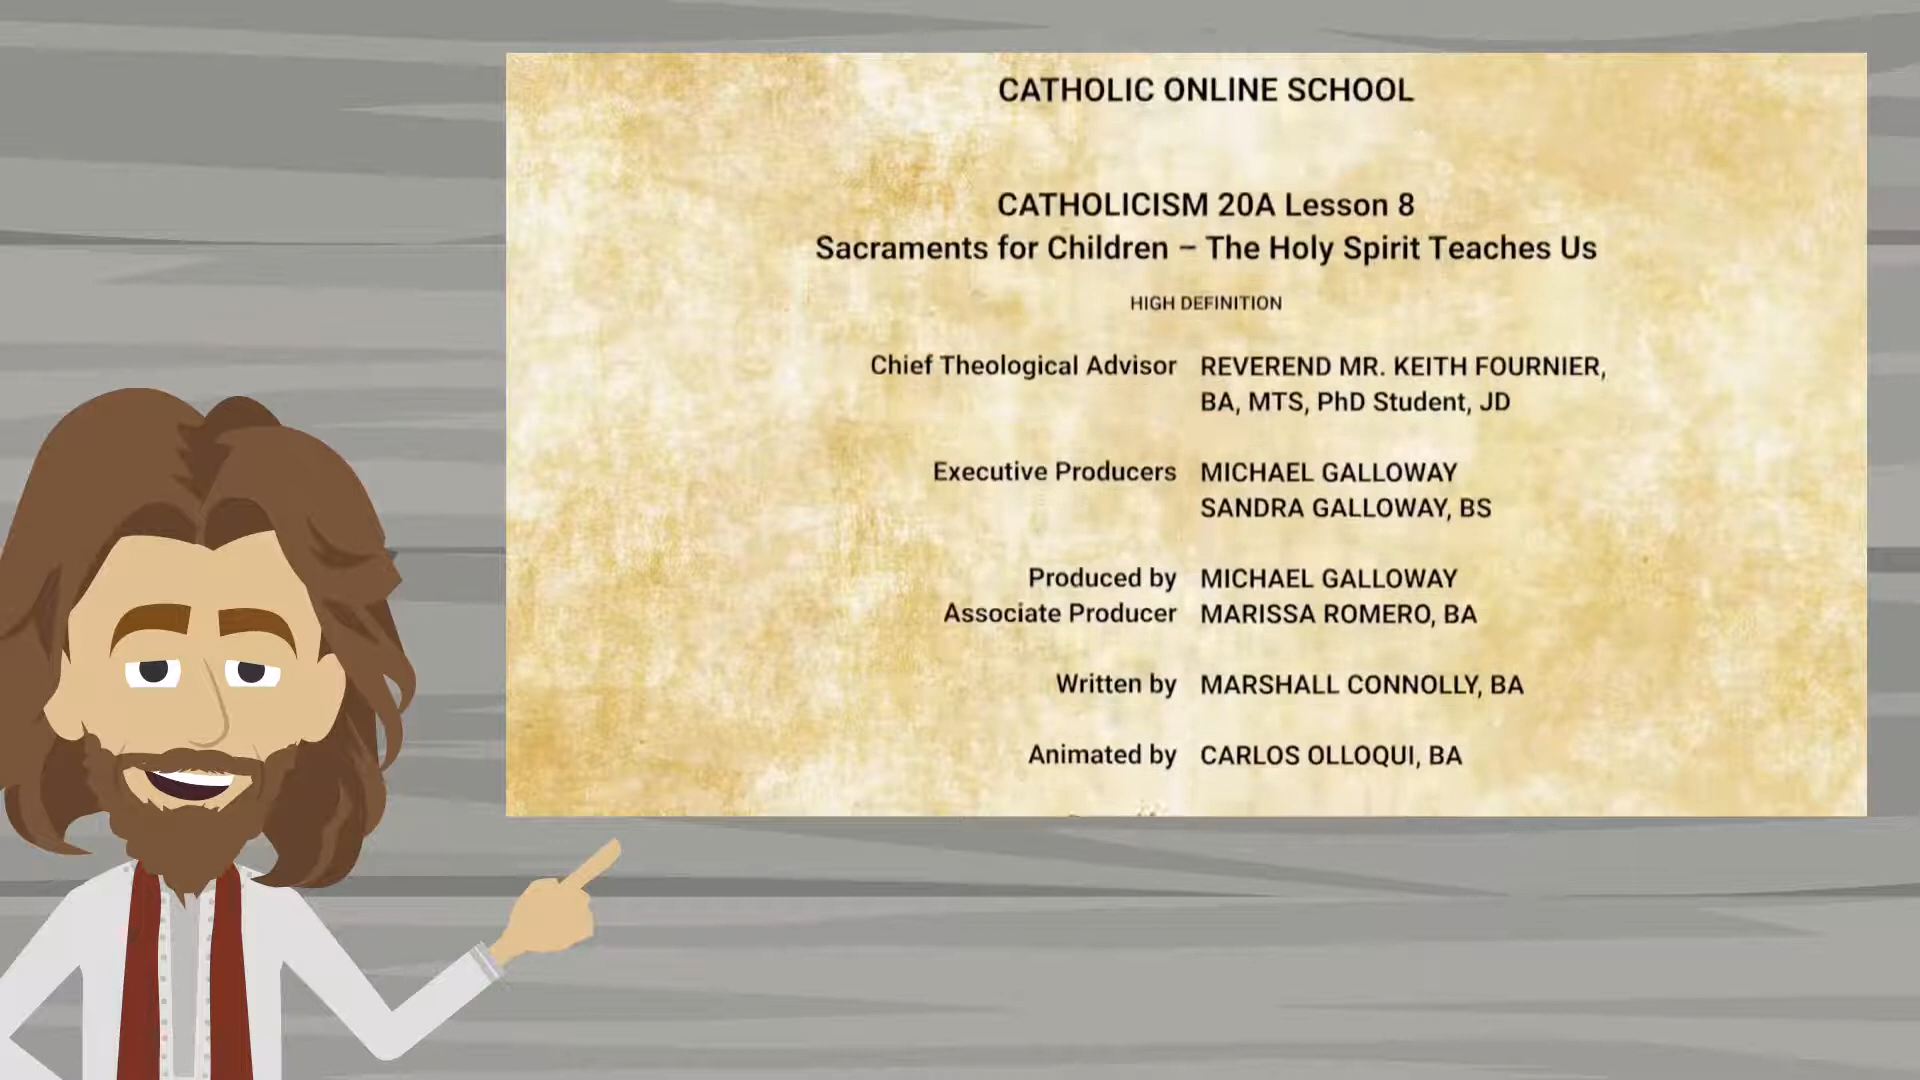 CATHOLIC ONLINE SCHOOL
CATHOLICISM 20A Lesson 8
Sacraments for Children – The Holy Spirit Teaches Us
HIGH DEFINITION
Chief Theological Advisor REVEREND MR. KEITH FOURNIER,
BA, MTS, PhD Student, JD
Executive Producers MICHAEL GALLOWAY
SANDRA GALLOWAY, BS
Produced by MICHAEL GALLOWAY
Associate Producer MARISSA ROMERO, BA
Written by MARSHALL CONNOLLY, BA
Animated by CARLOS OLLOQUI, BA